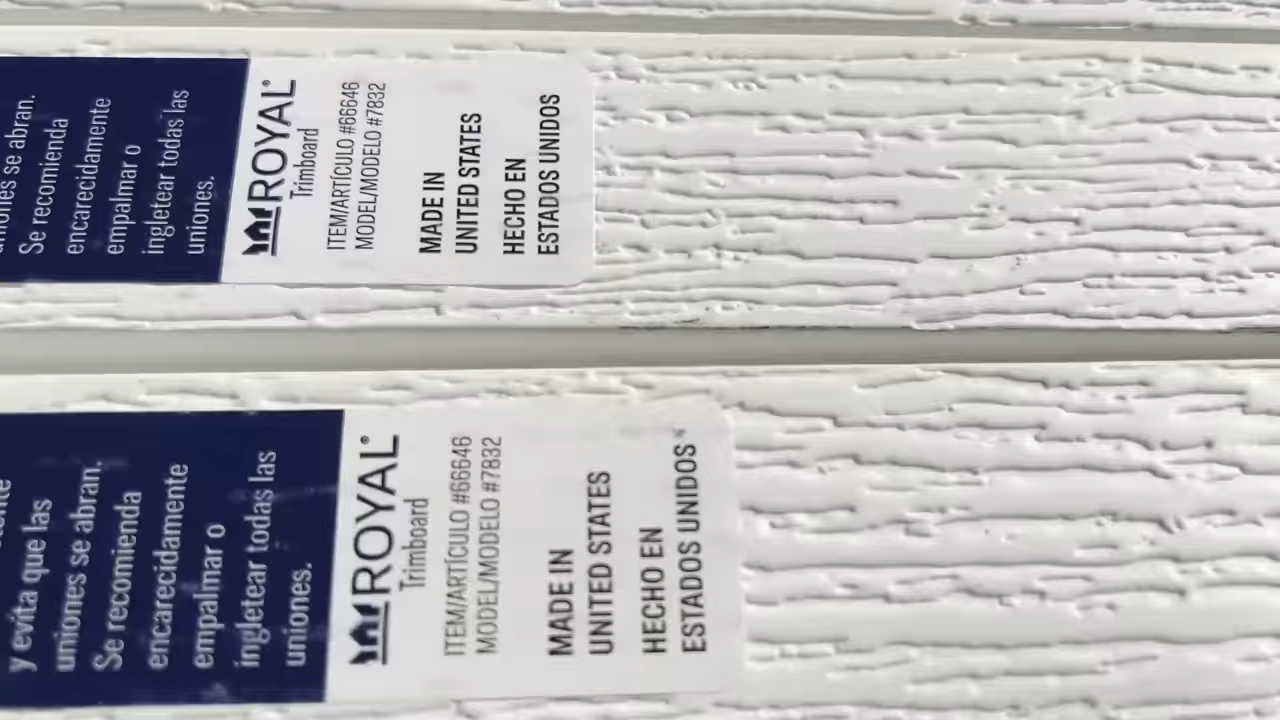 uniones se abran.
Se recomienda
encarecidamente
empalmar o
ingletear todas las
uniones.
ROYAL®
Trimboard
ITEM/ARTÍCULO #66646
MODEL/MODELO #7832
MADE IN
UNITED STATES
HECHO EN
ESTADOS UNIDOS
y evita que las
uniones se abran.
Se recomienda
encarecidamente
empalmar o
ingletear todas las
uniones.
ROYAL®
Trimboard
ITEM/ARTÍCULO #66646
MODEL/MODELO #7832
MADE IN
UNITED STATES
HECHO EN
ESTADOS UNIDOS